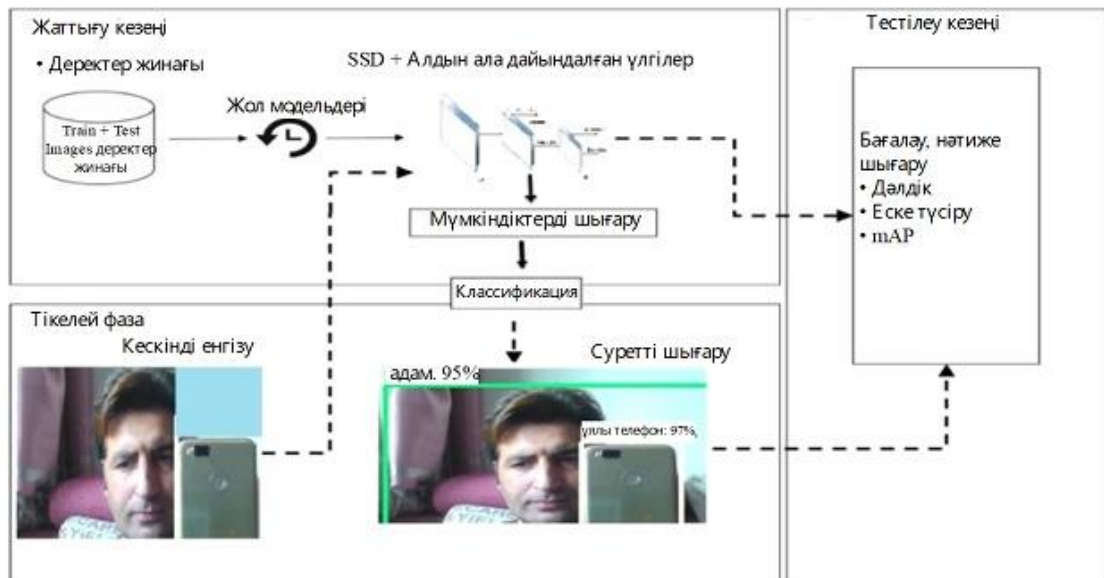 Жаттығу кезеңі
• Деректер жинағы
Train + Test
Images деректер
жинағы
Жол модельдері
SSD + Алдын ала дайындалған үлгілер
Мүмкіндіктерді шығару
Классификация
Тікелей фаза
Кескінді енгізу
Суретті шығару
адам. 95%
ұялы телефон: 97%,
Тестілеу кезеңі
Бағалау, нәтиже
шығару
• Дәлдік
• Еске түсіру
• mAP